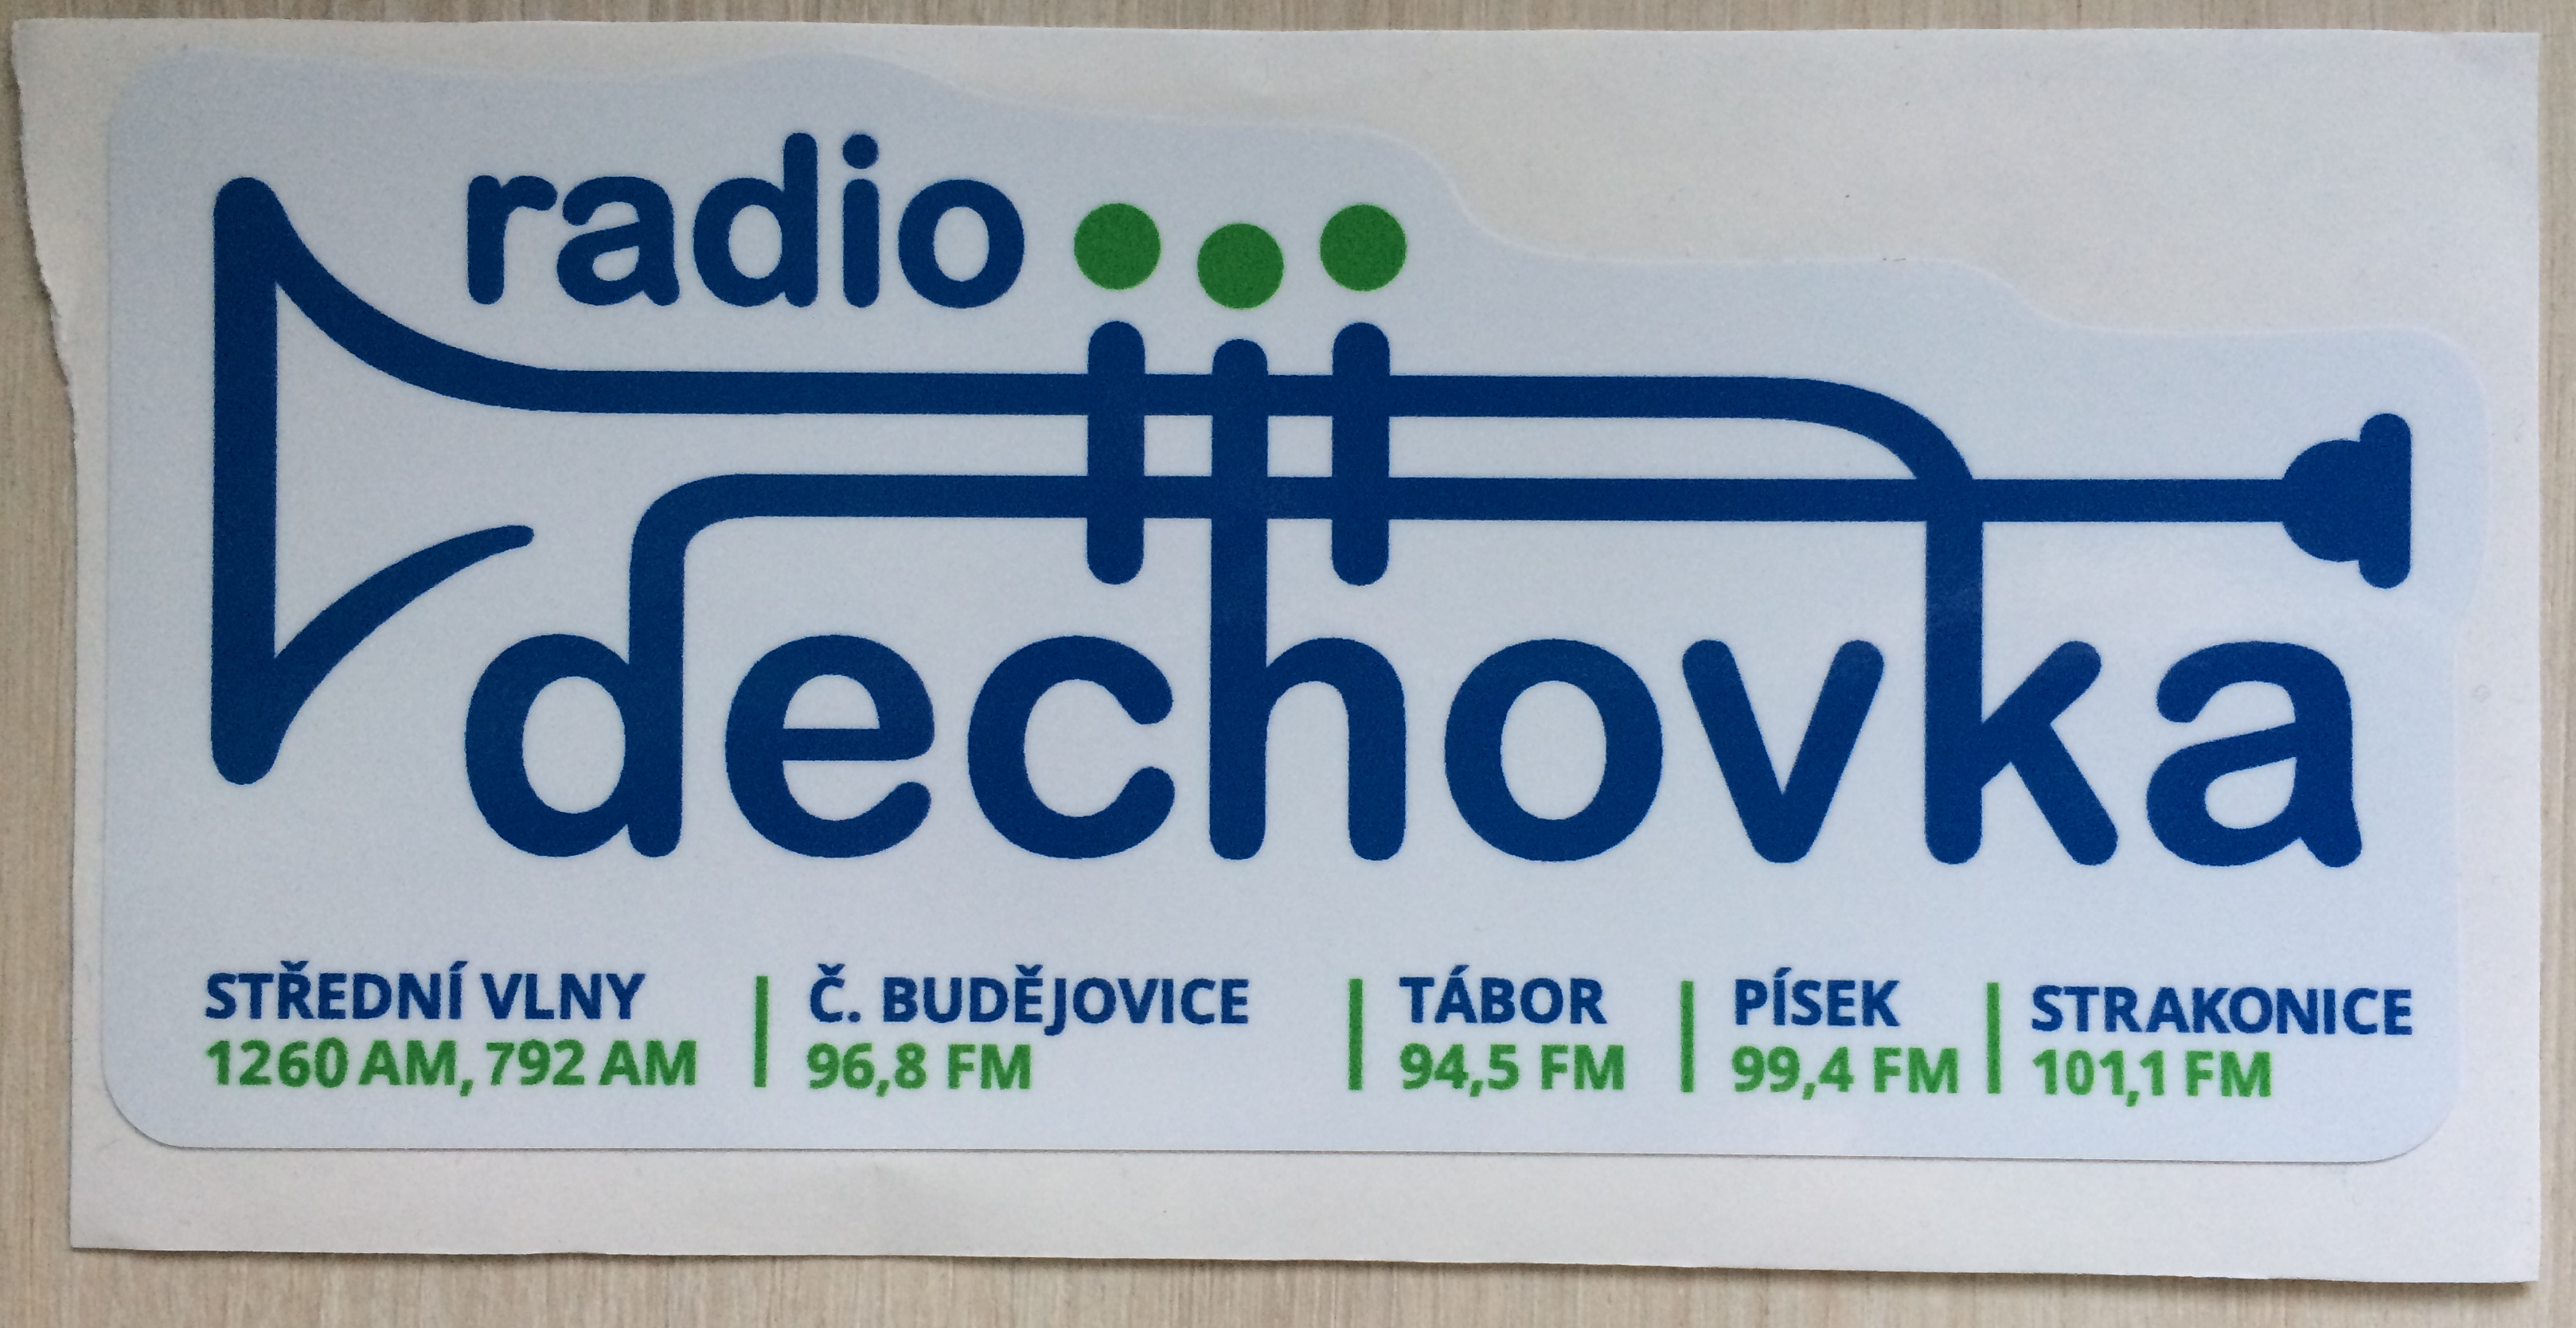 radio
dechovka
STŘEDNÍ VLNY
1260 AM, 792 AM
Č. BUDĚJOVICE
96,8 FM
TÁBOR
94,5 FM
PÍSEK
99,4 FM
STRAKONICE
101,1 FM